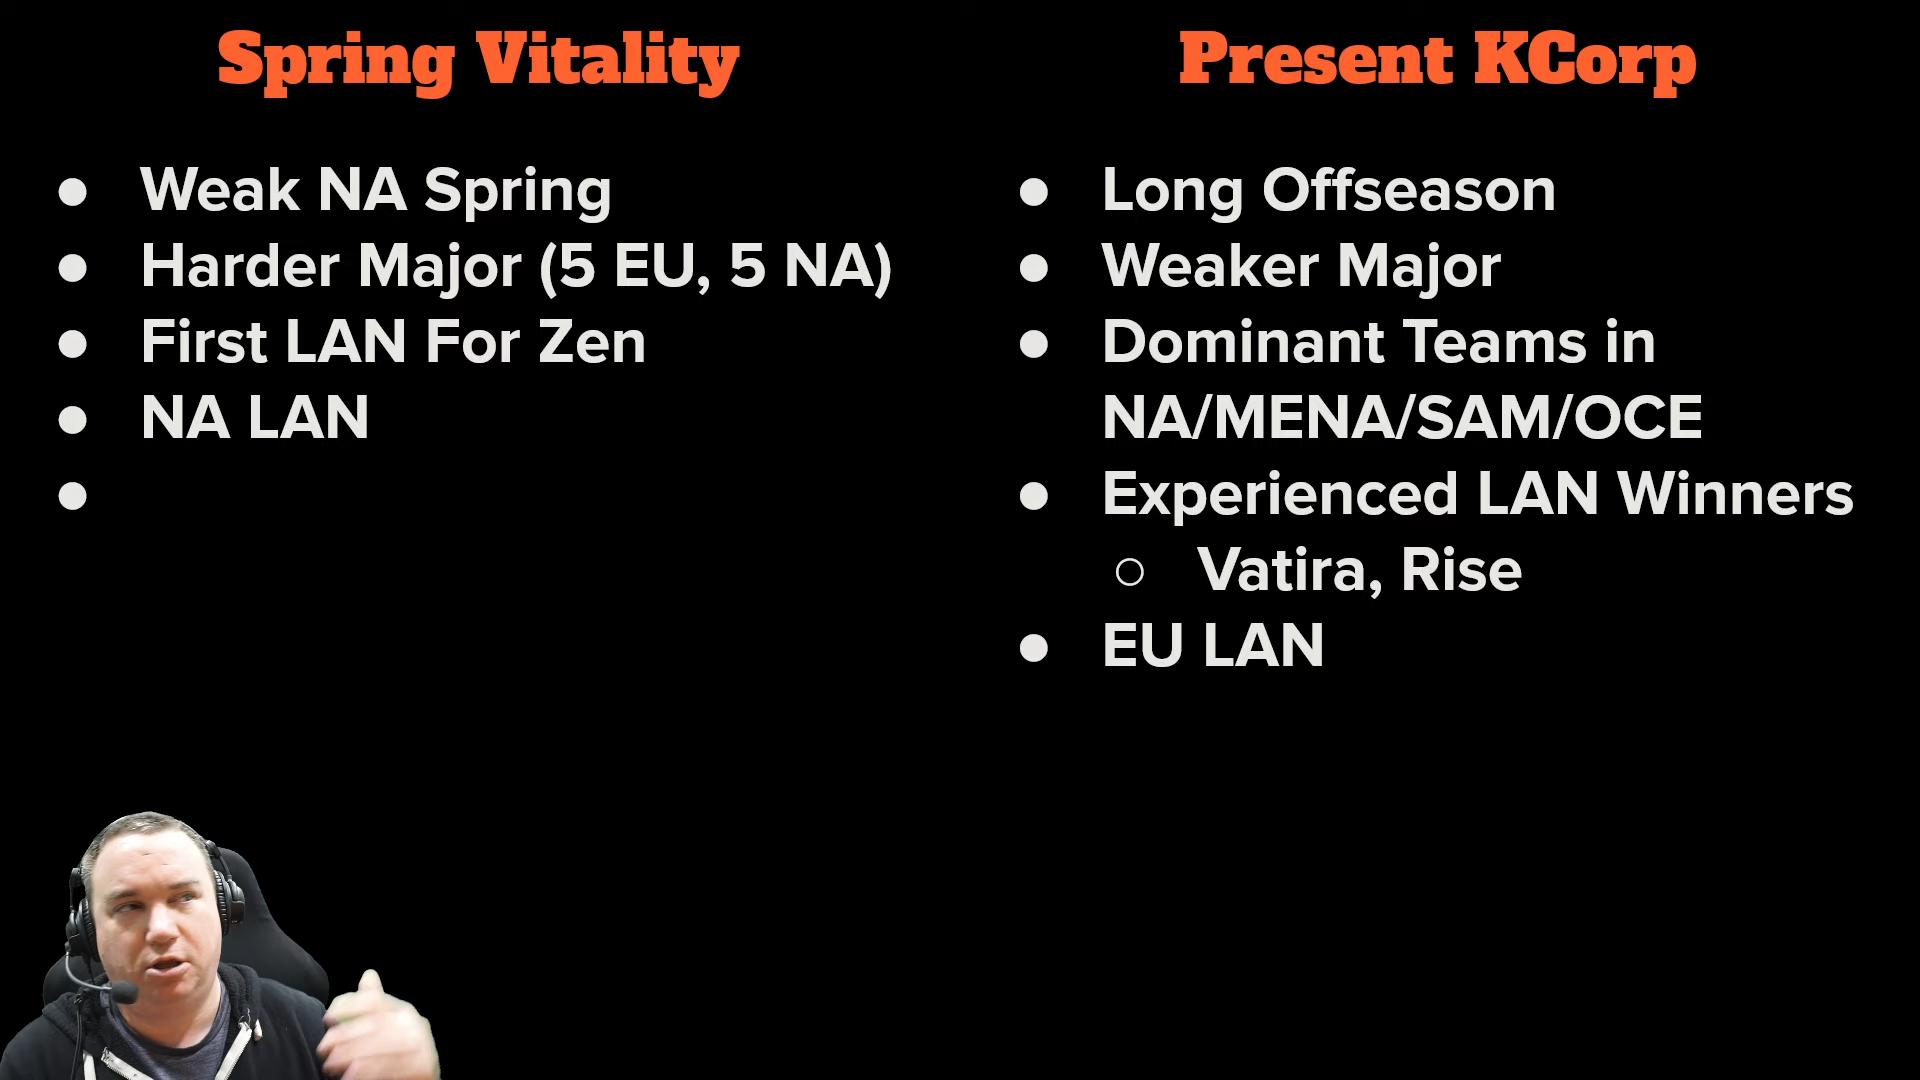 Spring Vitality
● Weak NA Spring
● Harder Major (5 EU, 5 NA)
● First LAN For Zen
● NA LAN
●
Present KCorp
● Long Offseason
● Weaker Major
● Dominant Teams in
NA/MENA/SAM/OCE
● Experienced LAN Winners
○ Vatira, Rise
● EU LAN